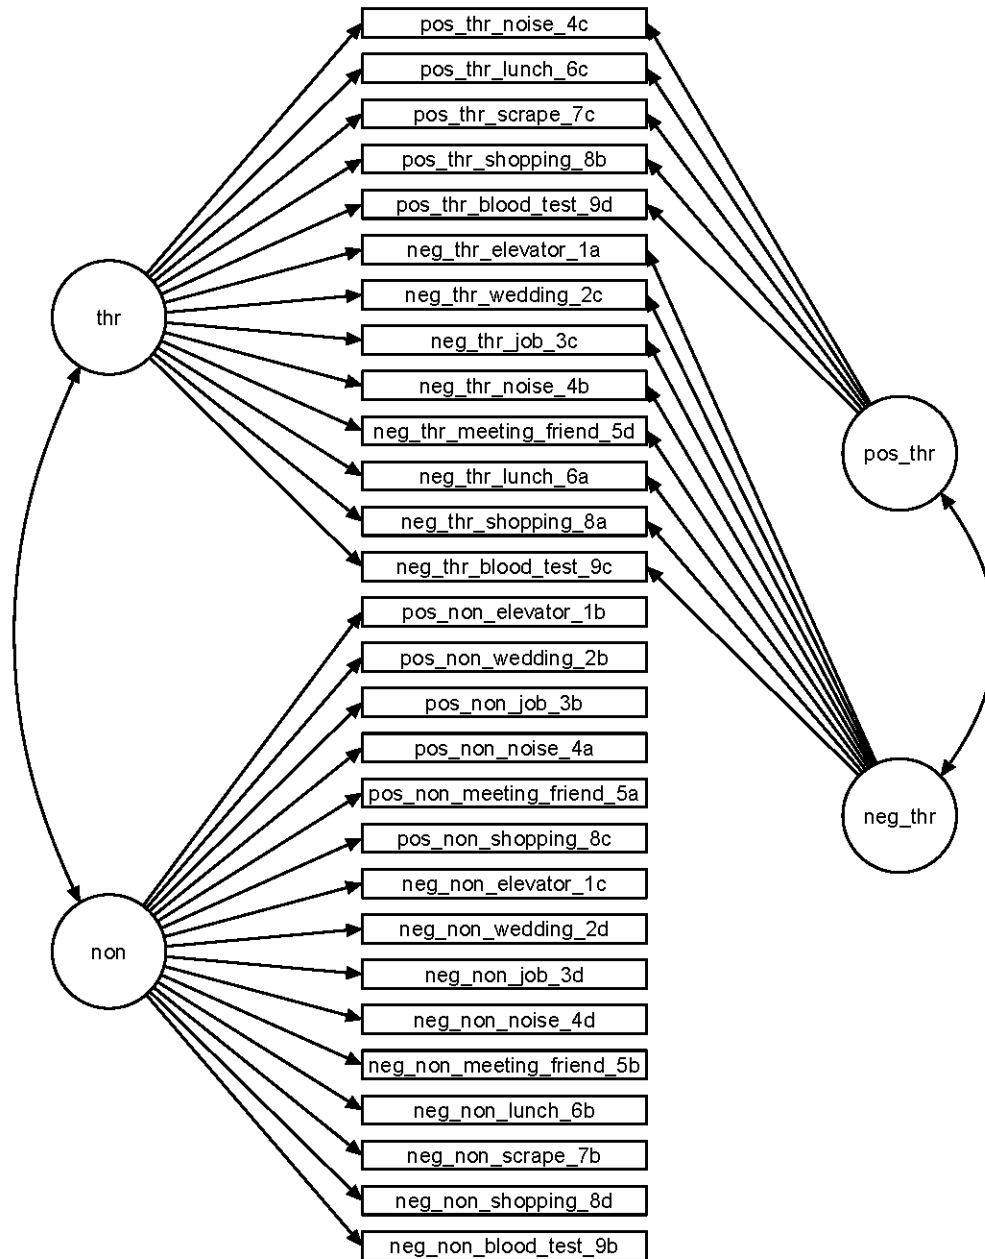 pos_thr_noise_4c
pos_thr_lunch_6c
pos_thr_scrape_7c
pos_thr_shopping_8b
pos_thr_blood_test_9d
neg_thr_elevator_1a
neg_thr_wedding_2c
thr
neg_thr_job_3c
neg_thr_noise_4b
neg_thr_meeting_friend_5d
pos_thr
neg_thr_lunch_6a
neg_thr_shopping_8a
neg_thr_blood_test_9c
pos_non_elevator_1b
pos_non_wedding_2b
pos_non_job_3b
pos_non_noise_4a
pos_non_meeting_friend_5a
neg_thr
pos_non_shopping_8c
neg_non_elevator_1c
neg_non_wedding_2d
non
neg_non_job_3d
neg_non_noise_4d
neg_non_meeting_friend_5b
neg_non_lunch_6b
neg_non_scrape_7b
neg_non_shopping_8d
neg_non_blood_test_9b